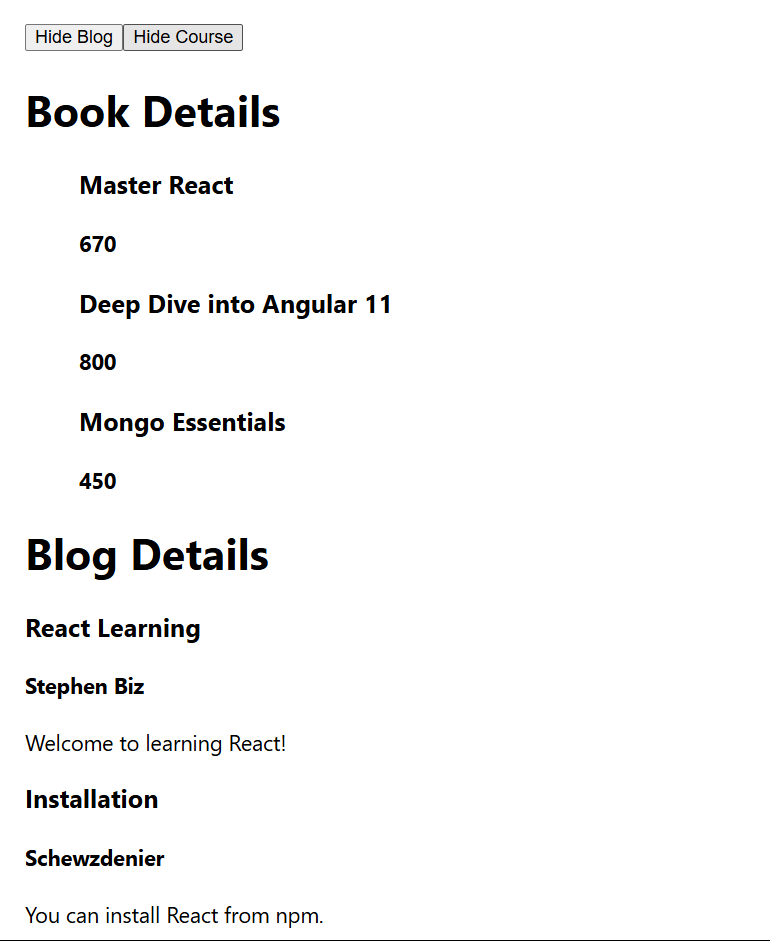 Hide Blog Hide Course
Book Details
Master React
670
Deep Dive into Angular 11
800
Mongo Essentials
450
Blog Details
React Learning
Stephen Biz
Welcome to learning React!
Installation
Schewzdenier
You can install React from npm.